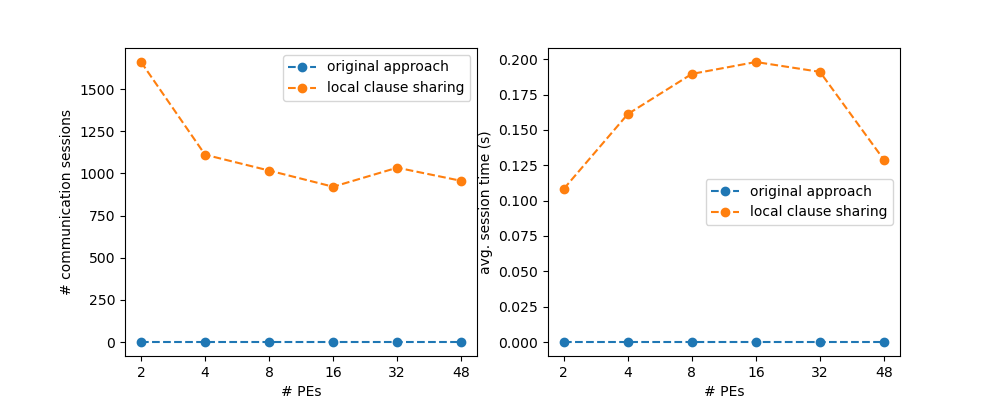 original approach
local clause sharing
1500
1250
1000
750
500
250
0
# communication sessions
2 4 8 16 32 48
# PEs
0.200
0.175
0.150
0.125
0.100
0.075
0.050
0.025
0.000
avg. session time (s)
original approach
local clause sharing
2 4 8 16 32 48
# PEs